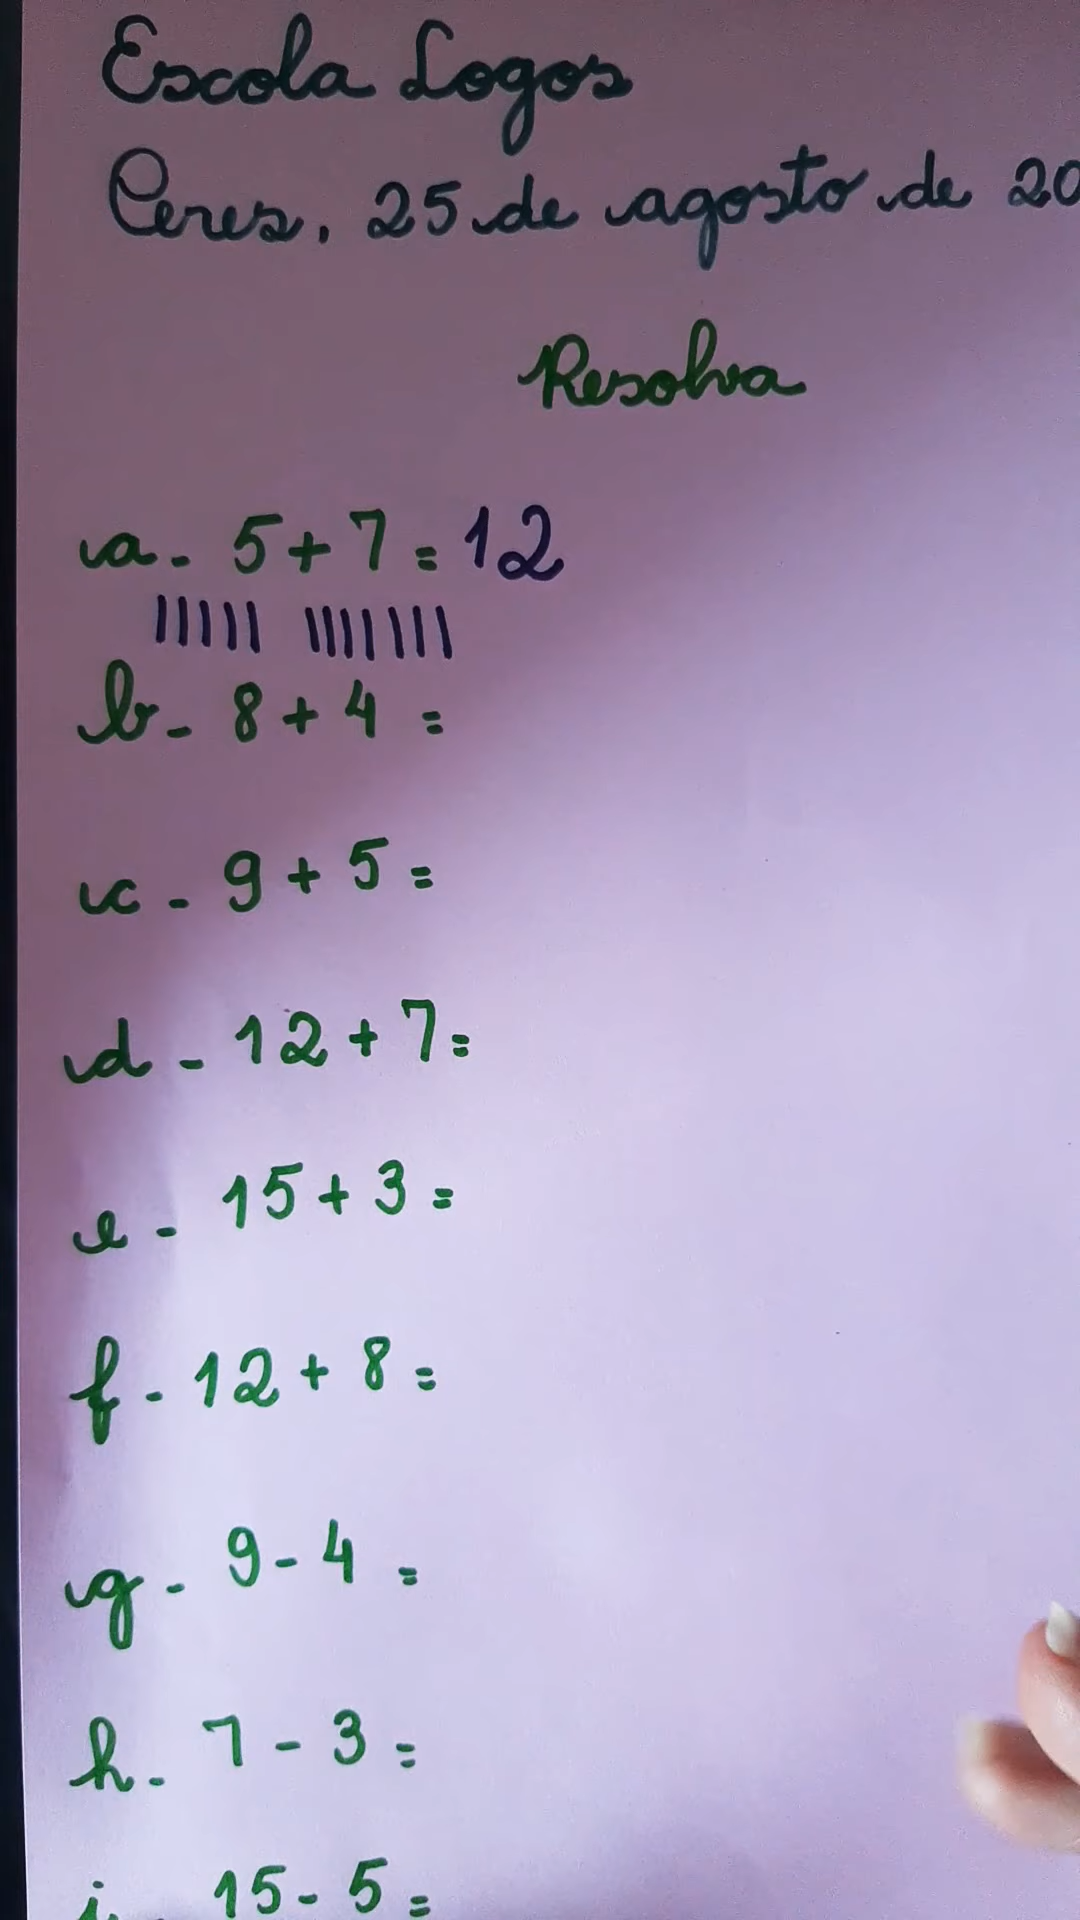 Escola Logos
Ceres, 25 de agosto de 20
Resolva
a - 5 + 7 = 12
b - 8 + 4 =
c - 9 + 5 =
d - 12 + 7 =
e - 15 + 3 =
f - 12 + 8 =
g - 9 - 4 =
h - 7 - 3 =
i - 15 - 5 =